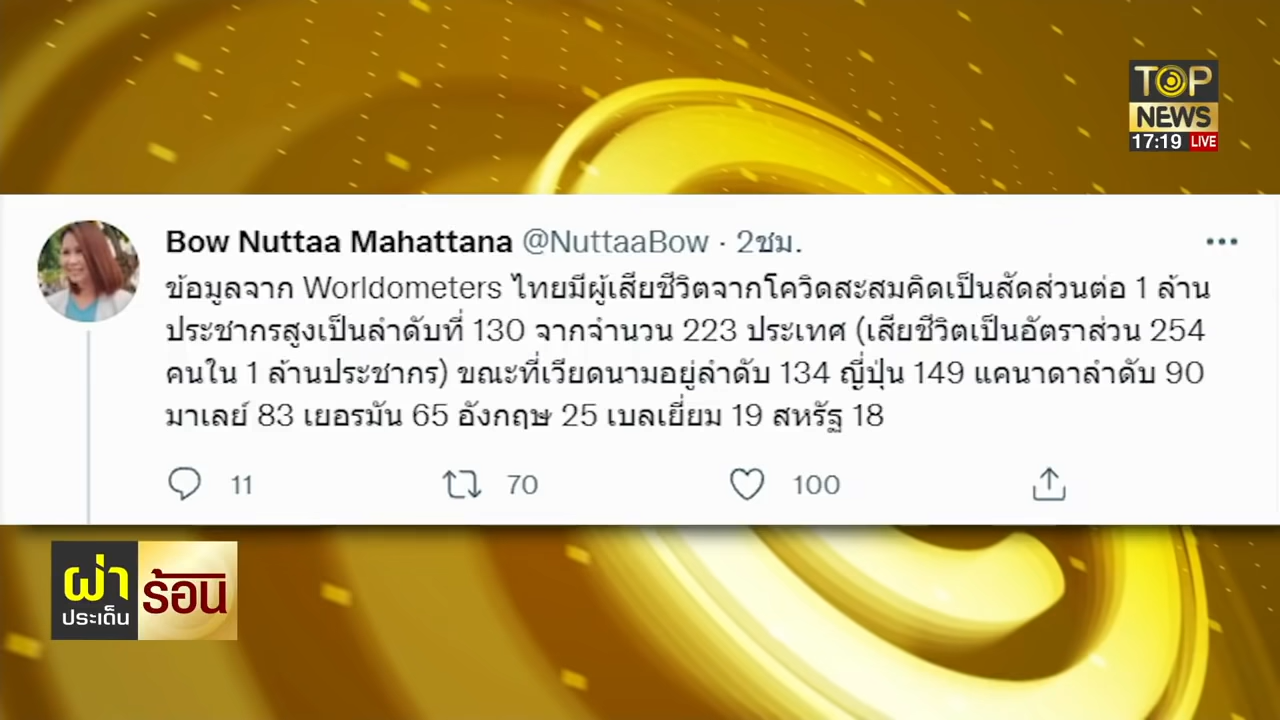 TOP
NEWS
17:19 LIVE
Bow Nuttaa Mahattana @NuttaaBow · 2ชม.
ข้อมูลจาก Worldometers ไทยมีผู้เสียชีวิตจากโควิดสะสมคิดเป็นสัดส่วนต่อ 1 ล้าน
ประชากรสูงเป็นลำดับที่ 130 จากจำนวน 223 ประเทศ (เสียชีวิตเป็นอัตราส่วน 254
คนใน 1 ล้านประชากร) ขณะที่เวียดนามอยู่ลำดับ 134 ญี่ปุ่น 149 แคนาดาลำดับ 90
มาเลย์ 83 เยอรมัน 65 อังกฤษ 25 เบลเยี่ยม 19 สหรัฐ 18
11 70 100
ผ่า
ประเด็น
ร้อน